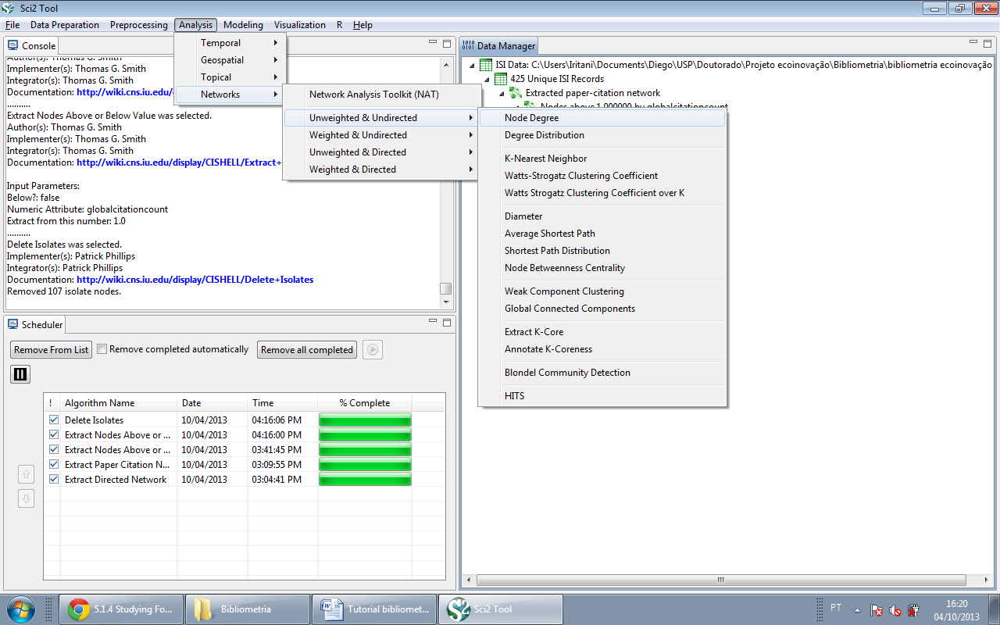 Sci2 Tool
File Data Preparation Preprocessing Analysis Modeling Visualization R Help
Console
Author(s): Thomas G. Smith
Implementer(s): Thomas G. Smith
Integrator(s): Thomas G. Smith
Documentation: http://wiki.cns.iu.edu/
..........
Extract Nodes Above or Below Value was selected.
Author(s): Thomas G. Smith
Implementer(s): Thomas G. Smith
Integrator(s): Thomas G. Smith
Documentation: http://wiki.cns.iu.edu/display/CISHELL/Extract+
Input Parameters:
Below?: false
Numeric Attribute: globalcitationcount
Extract from this number: 1.0
..........
Delete Isolates was selected.
Implementer(s): Patrick Phillips
Integrator(s): Patrick Phillips
Documentation: http://wiki.cns.iu.edu/display/CISHELL/Delete+Isolates
Removed 107 isolate nodes.
Temporal
Geospatial
Topical
Networks
Network Analysis Toolkit (NAT)
Unweighted & Undirected
Weighted & Undirected
Unweighted & Directed
Weighted & Directed
Node Degree
Degree Distribution
K-Nearest Neighbor
Watts-Strogatz Clustering Coefficient
Watts Strogatz Clustering Coefficient over K
Diameter
Average Shortest Path
Shortest Path Distribution
Node Betweenness Centrality
Weak Component Clustering
Global Connected Components
Extract K-Core
Annotate K-Coreness
Blondel Community Detection
HITS
Data Manager
ISI Data: C:\Users\Iritani\Documents\Diego\USP\Doutorado\Projeto ecoinovação\Bibliometria\bibliometria ecoinovação
425 Unique ISI Records
Extracted paper-citation network
Nodes above 1.000000 by globalcitationcount
Scheduler
Remove From List Remove completed automatically Remove all completed
! Algorithm Name Date Time % Complete
Delete Isolates 10/04/2013 04:16:06 PM
Extract Nodes Above or ... 10/04/2013 04:16:00 PM
Extract Nodes Above or ... 10/04/2013 03:41:45 PM
Extract Paper Citation N... 10/04/2013 03:09:55 PM
Extract Directed Network 10/04/2013 03:04:41 PM
5.1.4 Studying Fo... Bibliometria Tutorial bibliomet... Sci2 Tool PT 16:20
04/10/2013